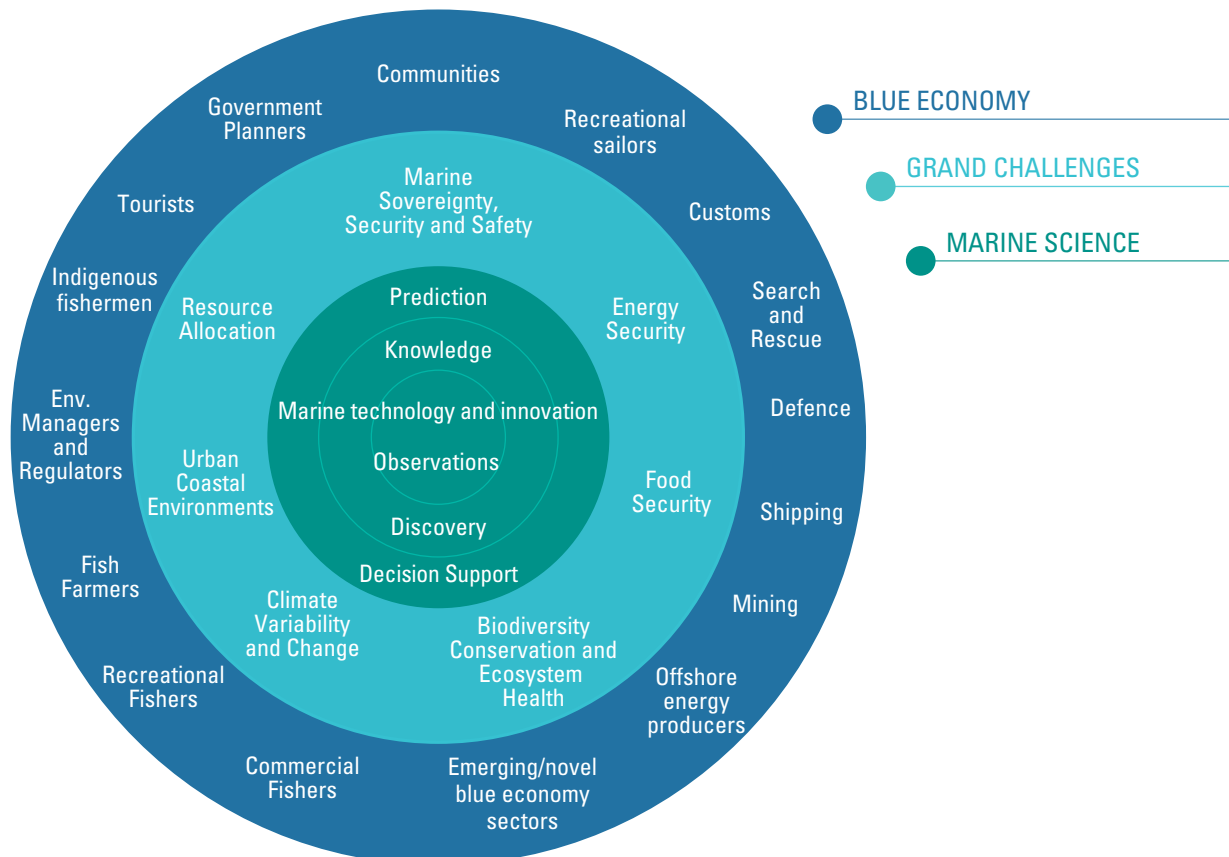 Communities
Government
Planners
Recreational
sailors
Tourists
Customs
Indigenous
fishermen
Search
and
Rescue
Env.
Managers
and
Regulators
Defence
Shipping
Fish
Farmers
Mining
Recreational
Fishers
Offshore
energy
producers
Commercial
Fishers
Emerging/novel
blue economy
sectors
Marine
Sovereignty,
Security and Safety
Resource
Allocation
Energy
Security
Urban
Coastal
Environments
Food
Security
Climate
Variability
and Change
Biodiversity
Conservation and
Ecosystem
Health
Prediction
Knowledge
Marine technology and innovation
Observations
Discovery
Decision Support
BLUE ECONOMY
GRAND CHALLENGES
MARINE SCIENCE